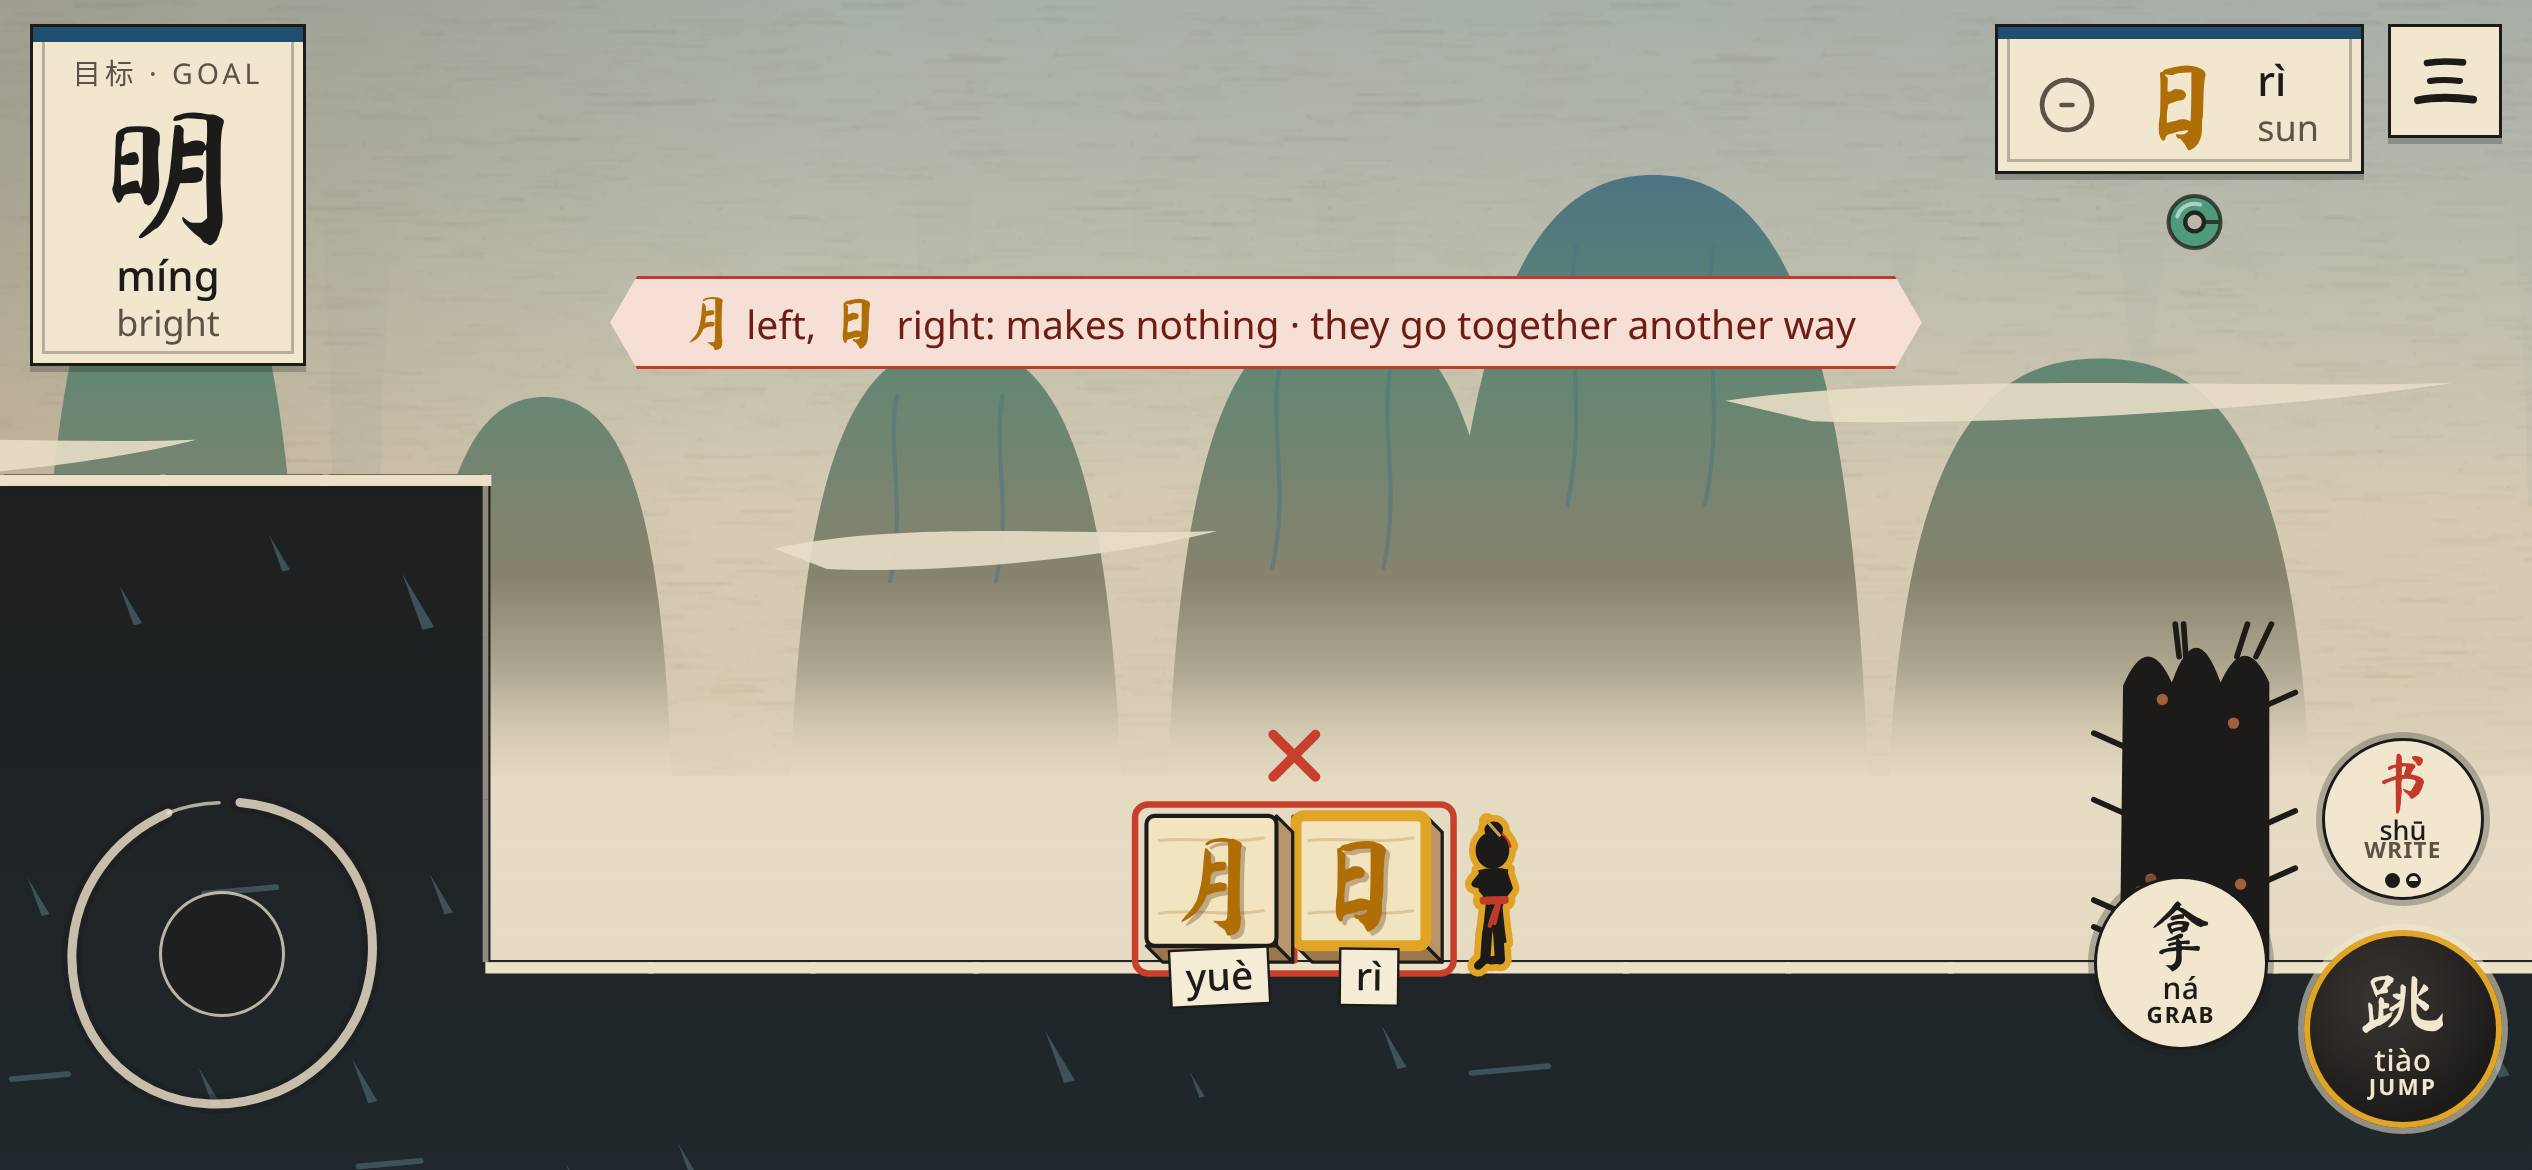 目标 · GOAL
明
míng
bright
日 rì
sun
三
月 left, 日 right: makes nothing · they go together another way
月 日
yuè rì
书
shū
WRITE
拿
ná
GRAB
跳
tiào
JUMP